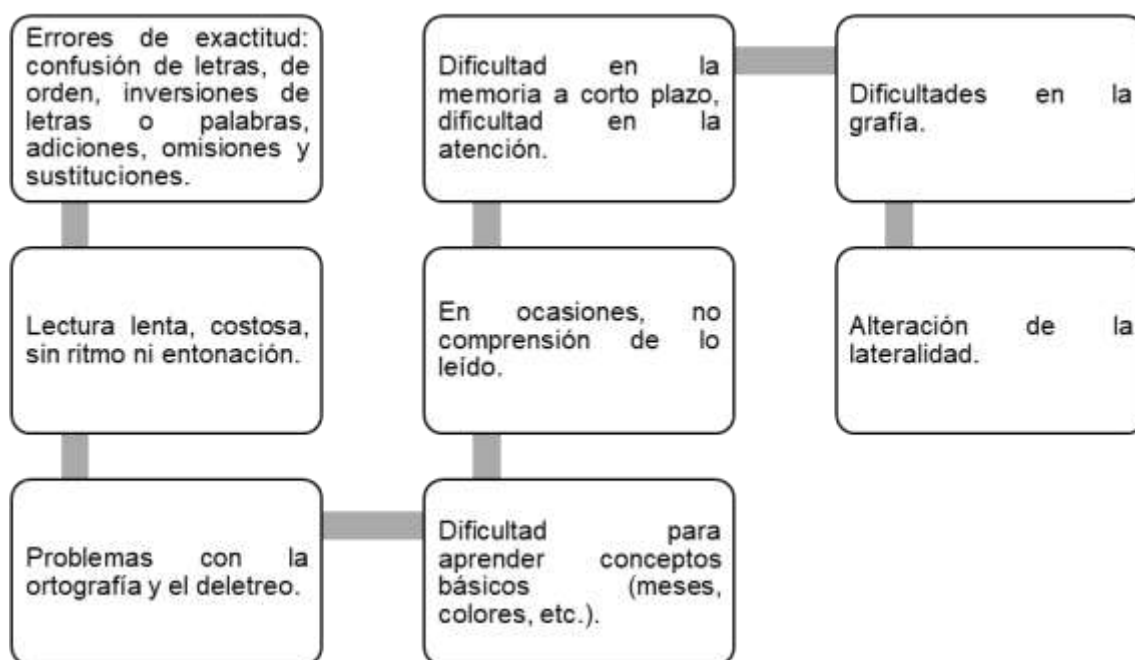 Errores de exactitud:
confusión de letras, de
orden, inversiones de
letras o palabras,
adiciones, omisiones y
sustituciones.
Lectura lenta, costosa,
sin ritmo ni entonación.
Problemas con la
ortografía y el deletreo.
Dificultad para
aprender conceptos
básicos (meses,
colores, etc.).
En ocasiones, no
comprensión de lo
leído.
Dificultad en la
memoria a corto plazo,
dificultad en la
atención.
Dificultades en la
grafía.
Alteración de la
lateralidad.